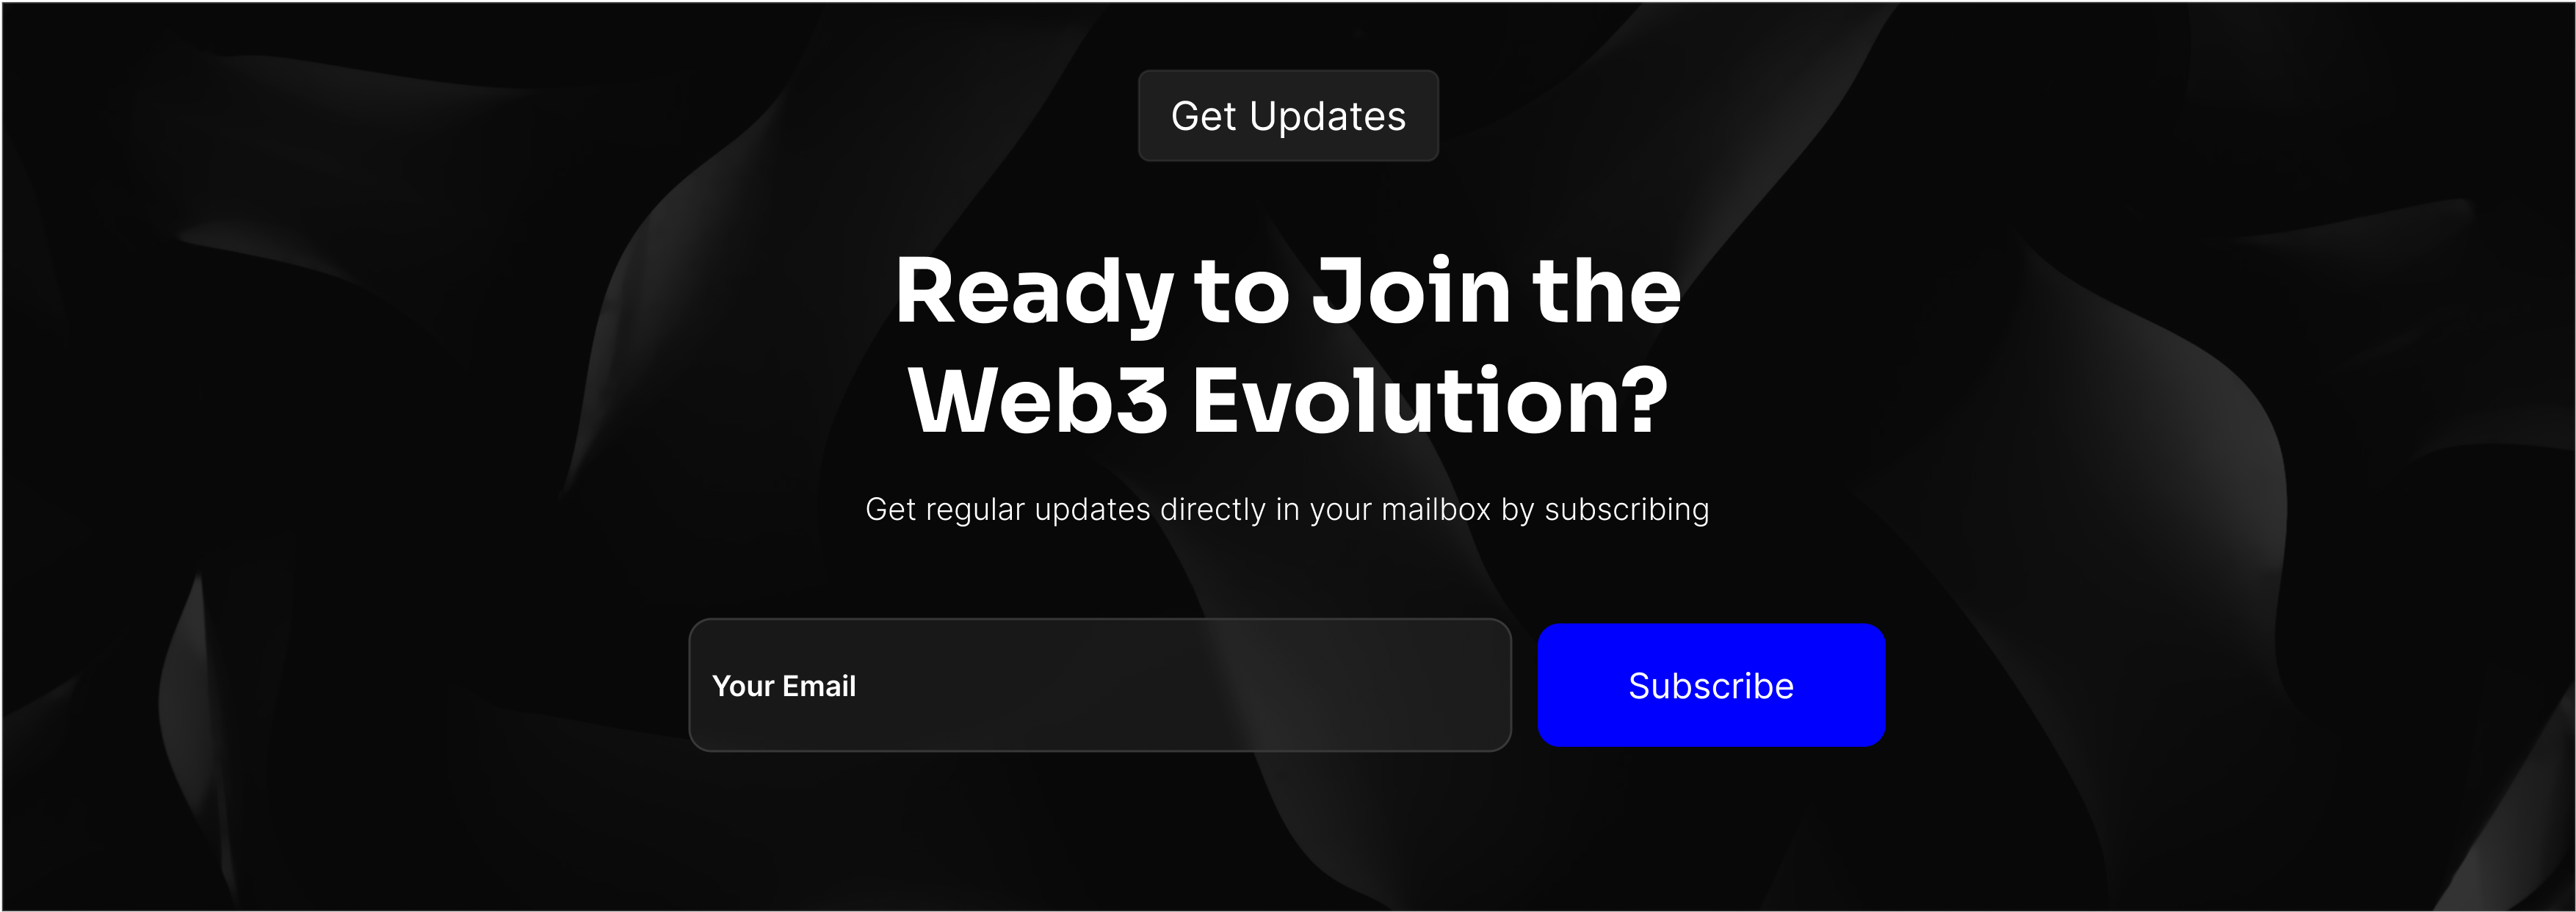 Get Updates
Ready to Join the
Web3 Evolution?
Get regular updates directly in your mailbox by subscribing
Your Email
Subscribe